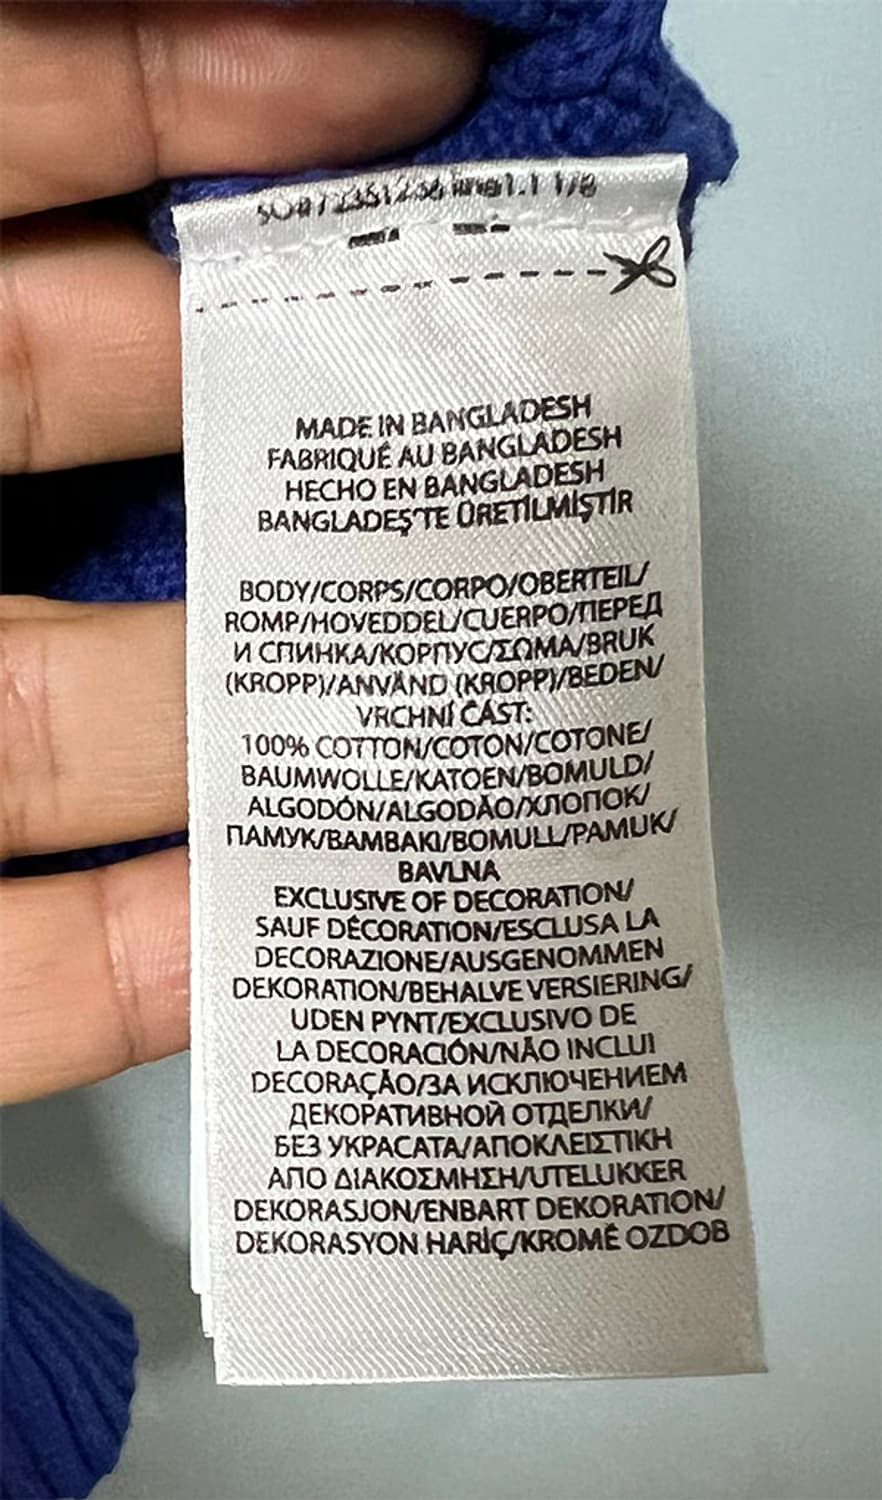 MADE IN BANGLADESH
FABRIQUÉ AU BANGLADESH
HECHO EN BANGLADESH
BANGLADEŞ'TE ÜRETİLMİŞTİR
BODY/CORPS/CORPO/OBERTEIL/
ROMP/HOVEDDEL/CUERPO/ПЕРЕД
И СПИНКА/КОРПУС/ΣΩΜΑ/BRUK
(KROPP)/ANVÄND (KROPP)/BEDEN/
VRCHNÍ ČÁST:
100% COTTON/COTON/COTONE/
BAUMWOLLE/KATOEN/BOMULD/
ALGODÓN/ALGODÃO/ХЛОПОК/
ПАМУК/ΒΑΜΒΑΚΙ/BOMULL/PAMUK/
BAVLNA
EXCLUSIVE OF DECORATION/
SAUF DÉCORATION/ESCLUSA LA
DECORAZIONE/AUSGENOMMEN
DEKORATION/BEHALVE VERSIERING/
UDEN PYNT/EXCLUSIVO DE
LA DECORACIÓN/NÃO INCLUI
DECORAÇÃO/ЗА ИСКЛЮЧЕНИЕМ
ДЕКОРАТИВНОЙ ОТДЕЛКИ/
БЕЗ УКРАСАТА/ΑΠΟΚΛΕΙΣΤΙΚΗ
ΑΠΟ ΔΙΑΚΟΣΜΗΣΗ/UTELUKKER
DEKORASJON/ENBART DEKORATION/
DEKORASYON HARİÇ/KROMĚ OZDOB